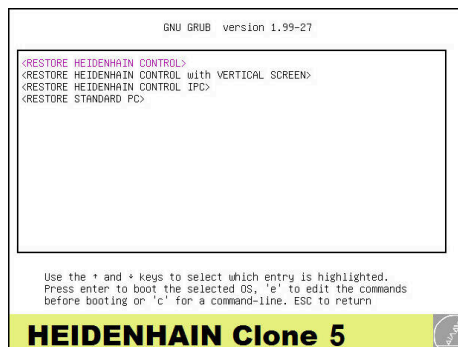 GNU GRUB version 1.99-27
<RESTORE HEIDENHAIN CONTROL>
<RESTORE HEIDENHAIN CONTROL with VERTICAL SCREEN>
<RESTORE HEIDENHAIN CONTROL IPC>
<RESTORE STANDARD PC>
Use the ↑ and ↓ keys to select which entry is highlighted.
Press enter to boot the selected OS, 'e' to edit the commands
before booting or 'c' for a command-line. ESC to return
HEIDENHAIN Clone 5